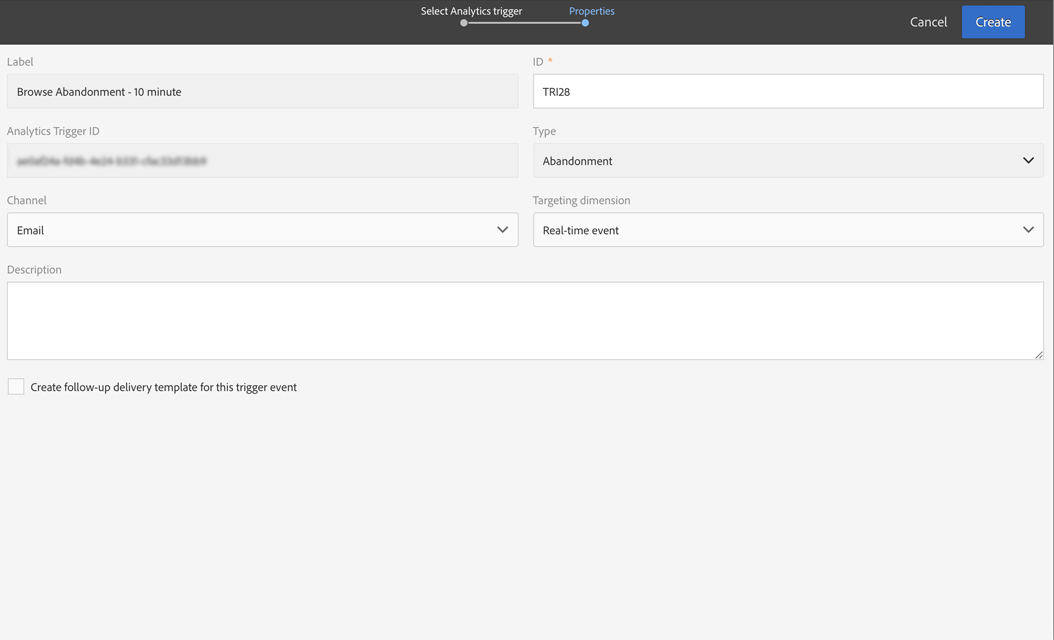 Select Analytics trigger
Properties
Cancel
Create
Label
ID *
Browse Abandonment - 10 minute
TRI28
Analytics Trigger ID
Type
Abandonment
Channel
Targeting dimension
Email
Real-time event
Description
Create follow-up delivery template for this trigger event